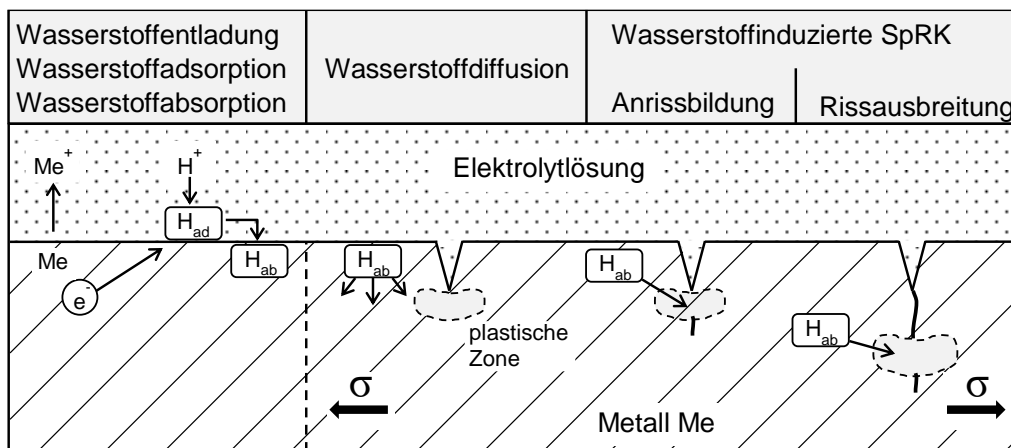 Wasserstoffentladung
Wasserstoffadsorption
Wasserstoffabsorption
Wasserstoffdiffusion
Wasserstoffinduzierte SpRK
Anrissbildung
Rissausbreitung
Elektrolytlösung
Me+
H+
Had
Me
Hab
e-
Hab
plastische
Zone
Hab
Hab
σ
σ
Metall Me